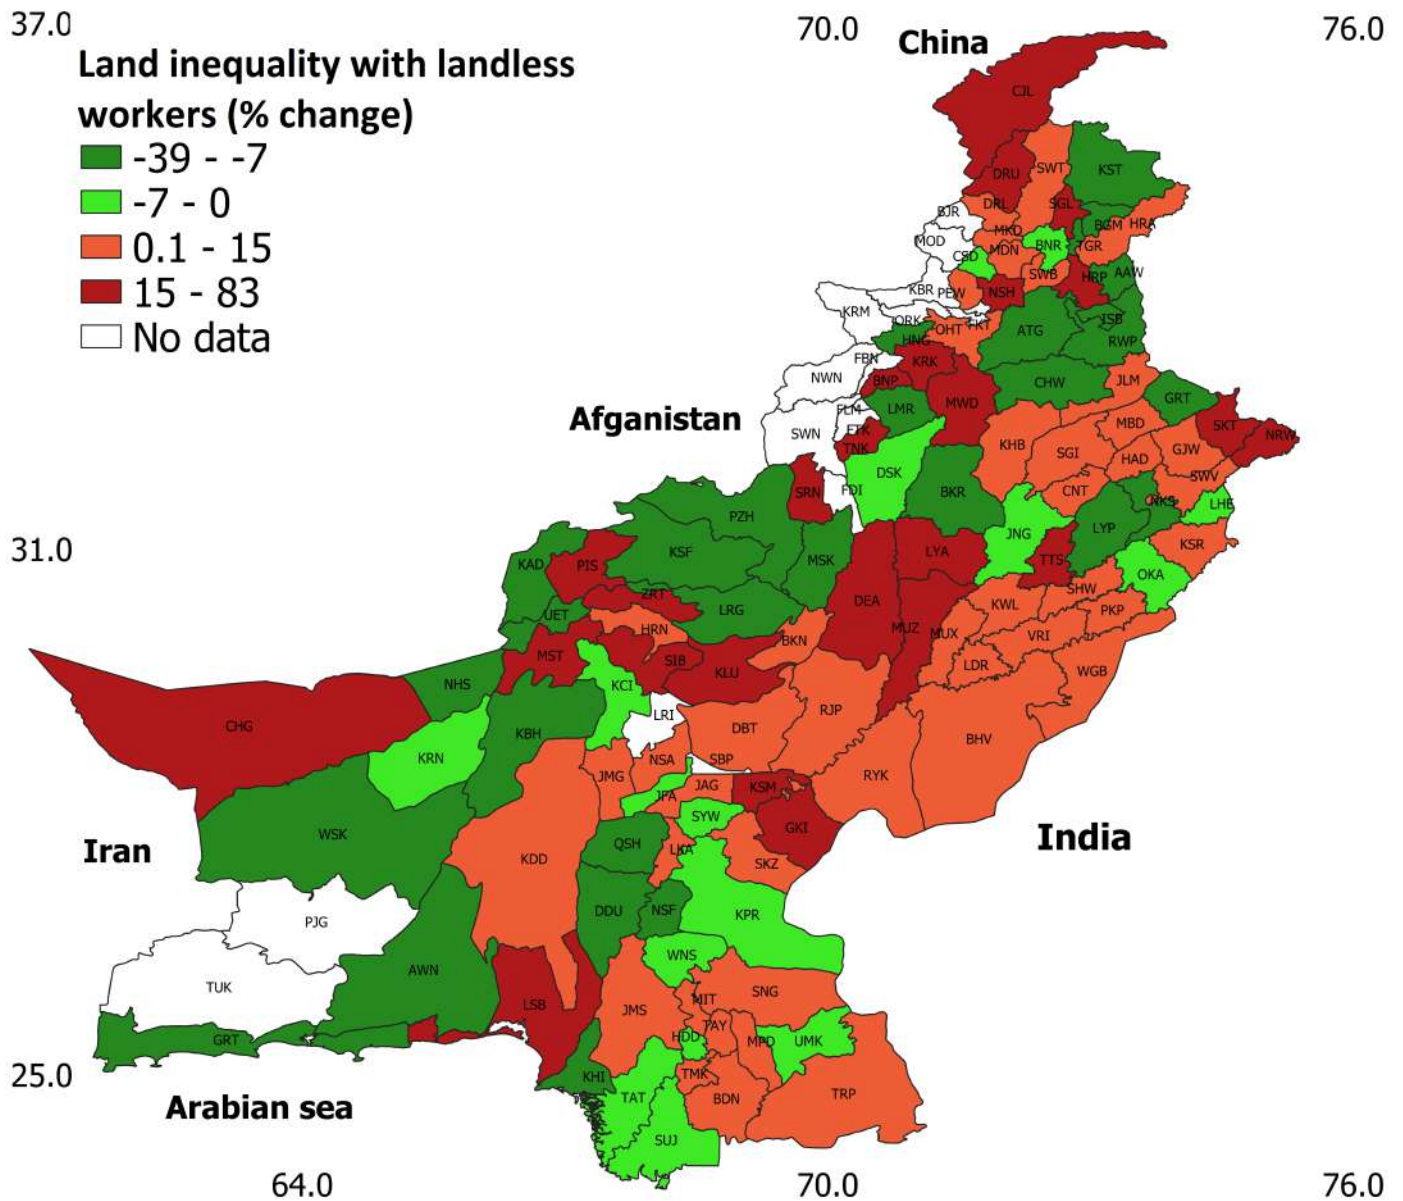 37.0
70.0
76.0
China
Land inequality with landless
workers (% change)
-39 - -7
-7 - 0
0.1 - 15
15 - 83
No data
CJL
SWT
KST
DRU
DRL
SGL
BJR
MKD
BGM
HRA
MOD
MDN
BNR
TGR
CSD
SWB
HRP
AAW
KBR
PEW
NSH
KRM
ORK
OHT
FKT
ATG
ISB
HNG
RWP
FBN
KRK
NWN
BNP
CHW
JLM
Afganistan
FLM
LMR
MWD
GRT
SWN
FTK
MBD
SKT
NRW
TNK
KHB
SGI
HAD
GJW
DSK
SWV
SRN
FDI
BKR
CNT
NKS
LHE
PZH
LYP
31.0
KSF
MSK
LYA
JNG
TTS
KSR
KAD
PIS
OKA
ZRT
DEA
SHW
UET
LRG
KWL
PKP
HRN
BKN
MUZ
MUX
VRI
MST
SIB
KLU
LDR
WGB
NHS
KCI
LRI
RJP
CHG
KBH
DBT
BHV
KRN
NSA
SBP
JMG
RYK
JFA
JAG
KSM
SYW
GKI
India
Iran
WSK
QSH
LKA
KDD
SKZ
PJG
DDU
NSF
KPR
WNS
AWN
TUK
SNG
MIT
LSB
JMS
TAY
GRT
HDD
MPD
UMK
25.0
KHI
TMK
Arabian sea
TAT
BDN
TRP
SUJ
64.0
70.0
76.0